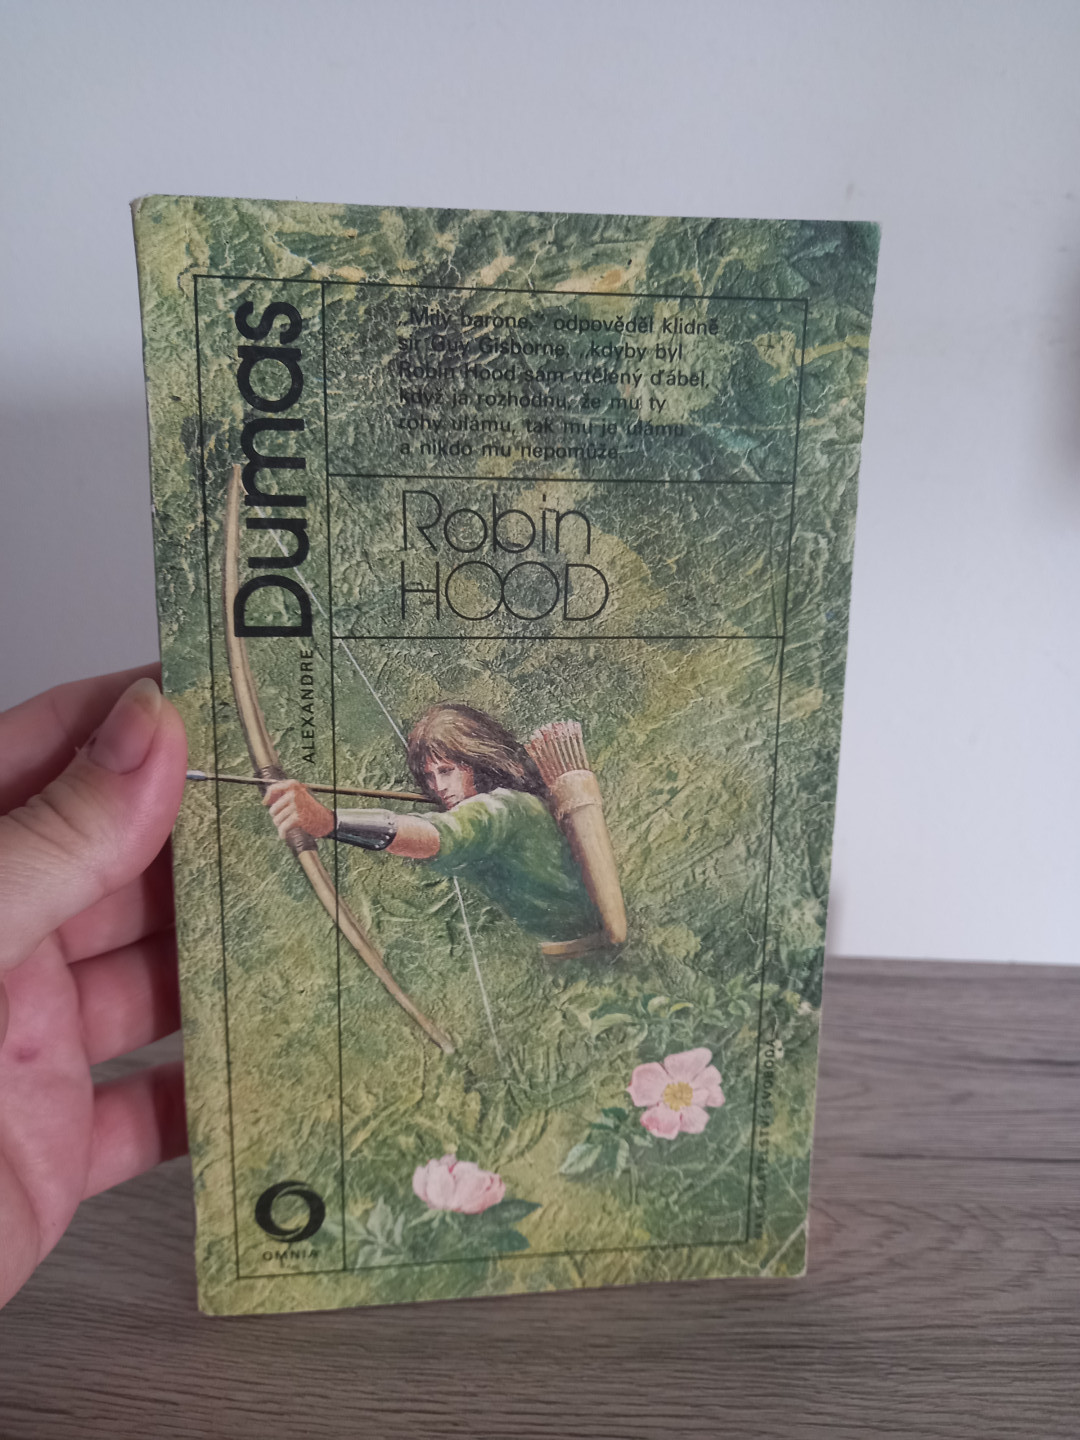 „Milý barone,“ odpověděl klidně
sir Guy Gisborne, „kdyby byl
Robin Hood sám vtělený ďábel,
když já rozhodnu, že mu ty
rohy ulámu, tak mu je ulámu
a nikdo mu nepomůže.“
ALEXANDRE
Dumas
Robin
HOOD
OMNIA
NAKLADATELSTVÍ SVOBODA